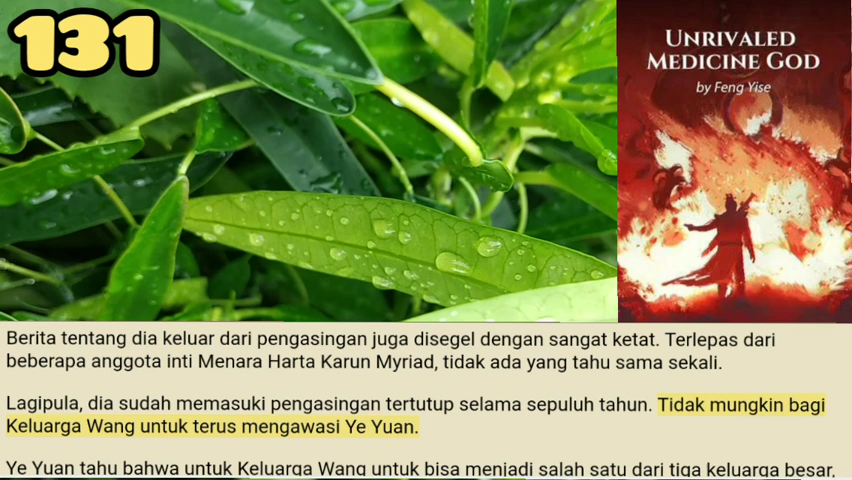 131
UNRIVALED
MEDICINE GOD
by Feng Yise
Berita tentang dia keluar dari pengasingan juga disegel dengan sangat ketat. Terlepas dari
beberapa anggota inti Menara Harta Karun Myriad, tidak ada yang tahu sama sekali.
Lagipula, dia sudah memasuki pengasingan tertutup selama sepuluh tahun. Tidak mungkin bagi
Keluarga Wang untuk terus mengawasi Ye Yuan.
Ye Yuan tahu bahwa untuk Keluarga Wang untuk bisa menjadi salah satu dari tiga keluarga besar,